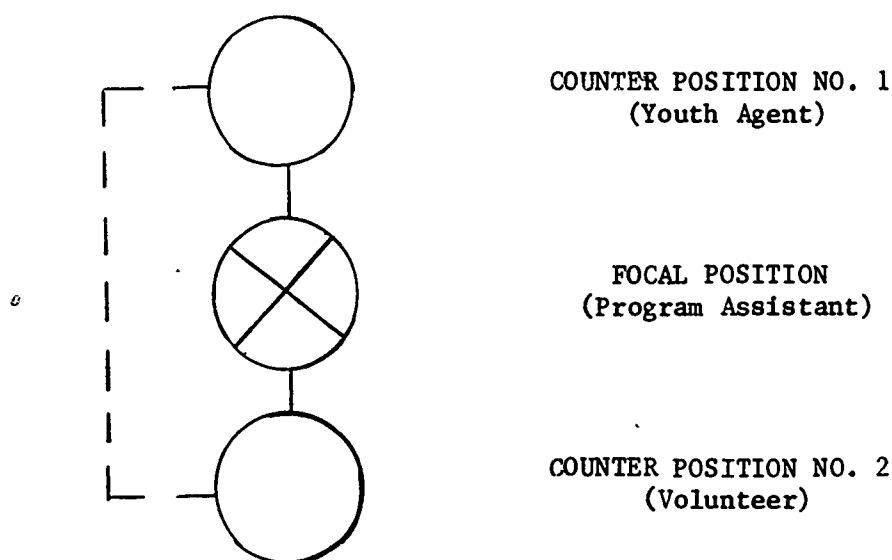 COUNTER POSITION NO. 1
(Youth Agent)
FOCAL POSITION
(Program Assistant)
COUNTER POSITION NO. 2
(Volunteer)